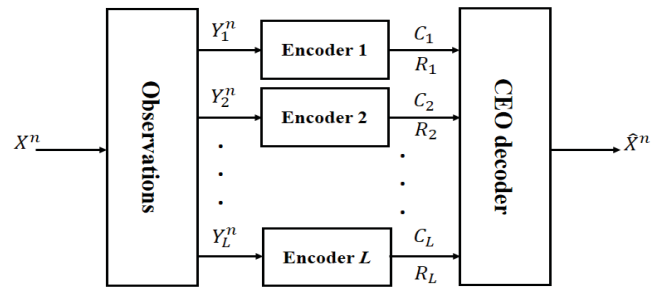 X^n
Observations
Y_1^n
Encoder 1
C_1
R_1
Y_2^n
Encoder 2
C_2
R_2
Y_L^n
Encoder L
C_L
R_L
CEO decoder
X̂^n